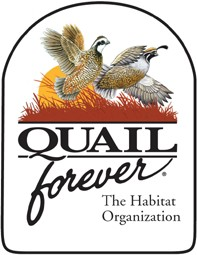 QUAIL
forever®
The Habitat
Organization